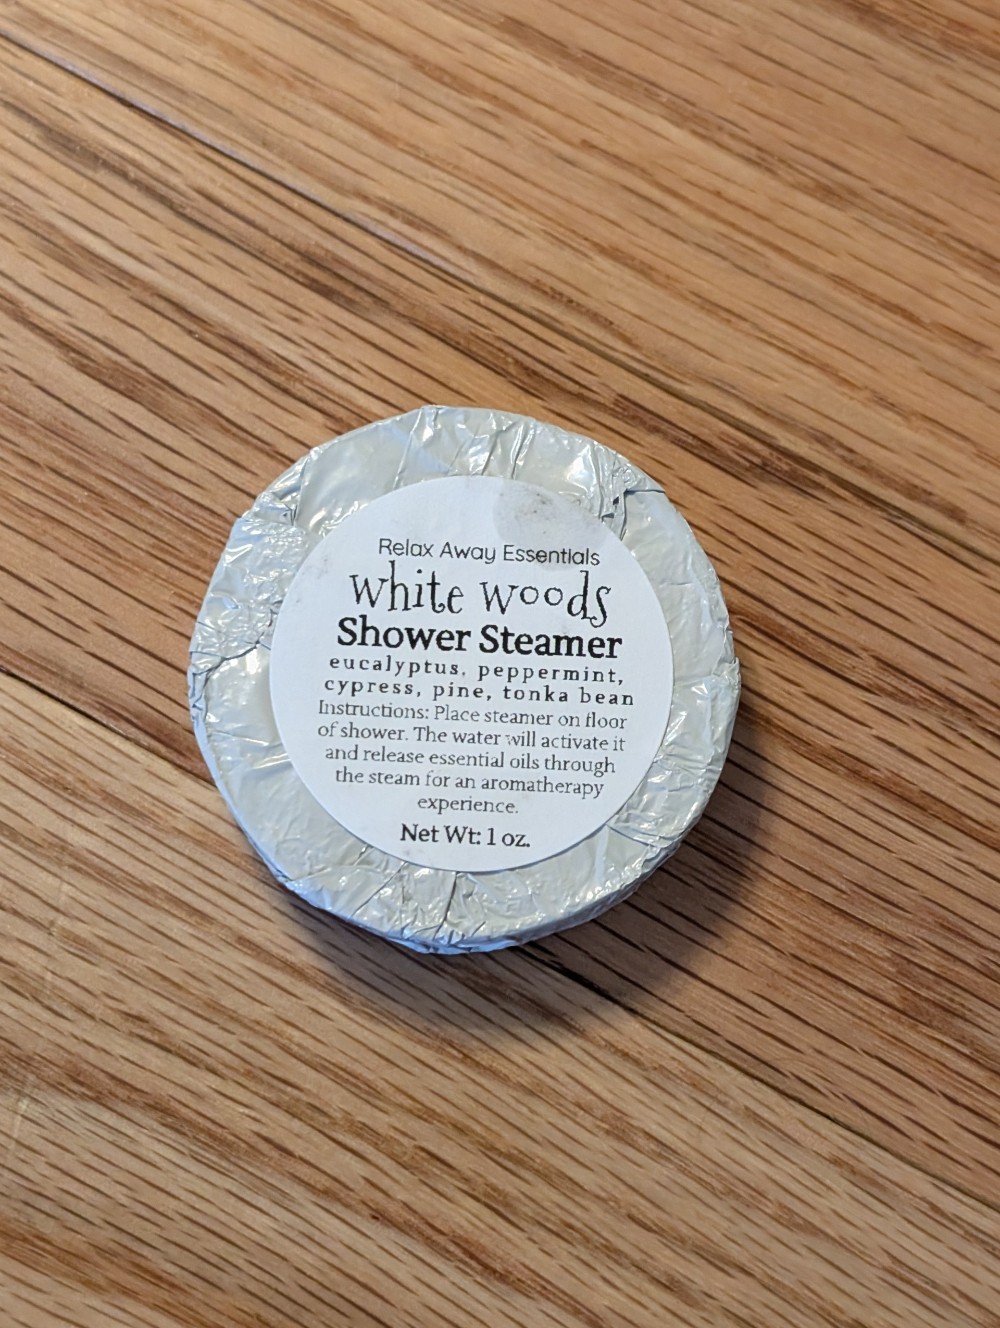 Relax Away Essentials
white woods
Shower Steamer
eucalyptus, peppermint,
cypress, pine, tonka bean
Instructions: Place steamer on floor
of shower. The water will activate it
and release essential oils through
the steam for an aromatherapy
experience.
Net Wt: 1 oz.